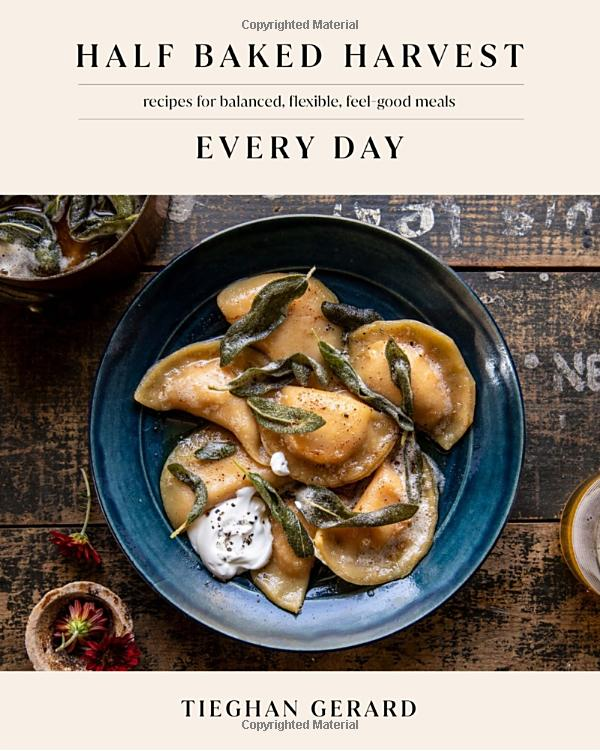 Copyrighted Material
HALF BAKED HARVEST
recipes for balanced, flexible, feel-good meals
EVERY DAY
TIEGHAN GERARD
Copyrighted Material